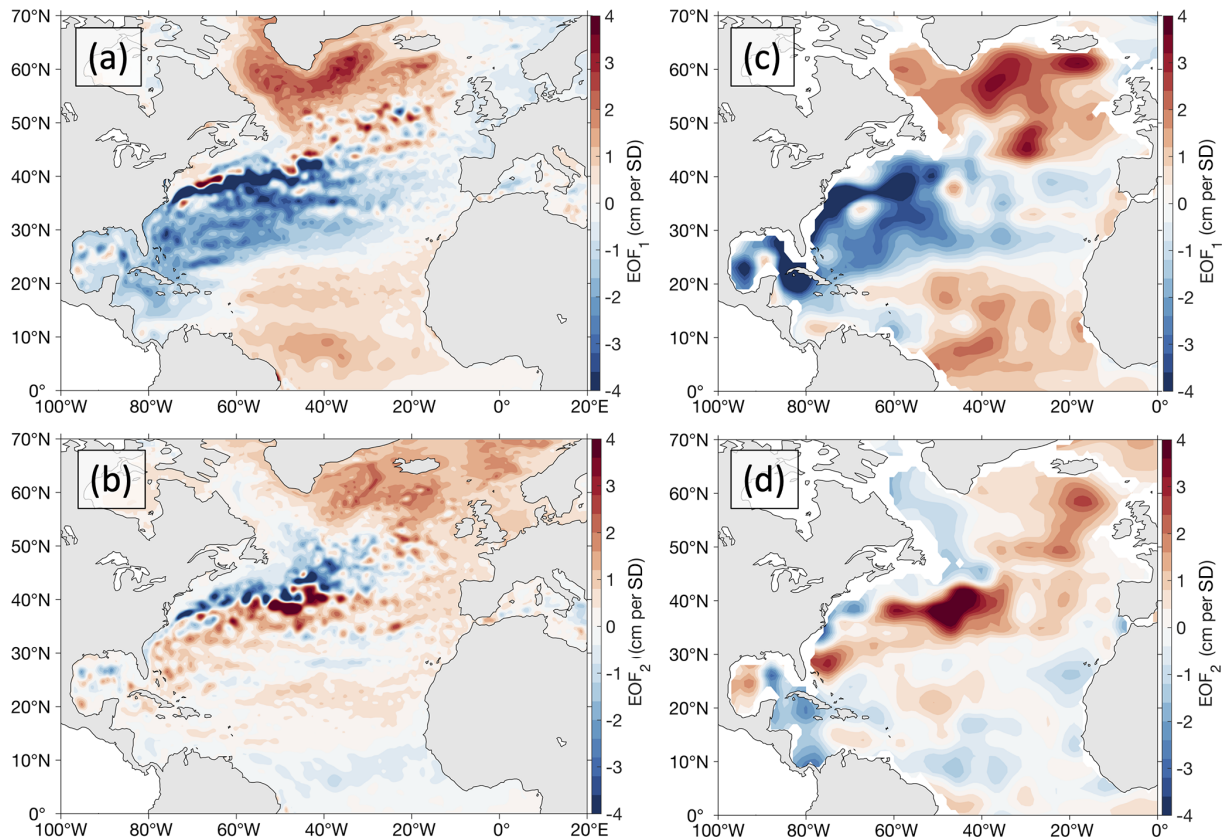 (a)
70°N
60°N
50°N
40°N
30°N
20°N
10°N
0°
100°W 80°W 60°W 40°W 20°W 0° 20°E
4
3
2
1
0
-1
-2
-3
-4
EOF1 (cm per SD)
(c)
70°N
60°N
50°N
40°N
30°N
20°N
10°N
0°
100°W 80°W 60°W 40°W 20°W 0°
4
3
2
1
0
-1
-2
-3
-4
EOF1 (cm per SD)
(b)
70°N
60°N
50°N
40°N
30°N
20°N
10°N
0°
100°W 80°W 60°W 40°W 20°W 0° 20°E
4
3
2
1
0
-1
-2
-3
-4
EOF2 (cm per SD)
(d)
70°N
60°N
50°N
40°N
30°N
20°N
10°N
0°
100°W 80°W 60°W 40°W 20°W 0°
4
3
2
1
0
-1
-2
-3
-4
EOF2 (cm per SD)